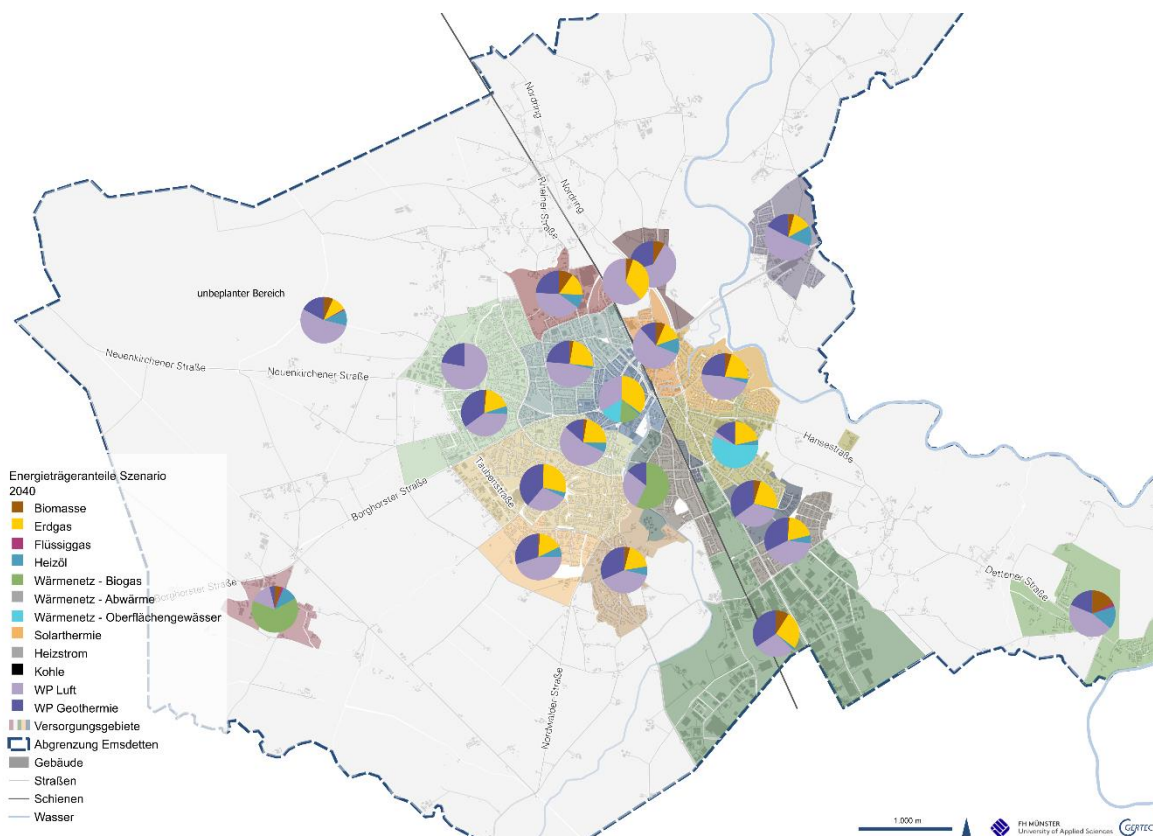 Nordring
Nordring
Rheiner Straße
unbeplanter Bereich
Neuenkirchener Straße
Neuenkirchener Straße
Hansestraße
Taubenstraße
Borghorster Straße
Borghorster Straße
Dettener Straße
Nordwalder Straße
Energieträgeranteile Szenario
2040
Biomasse
Erdgas
Flüssiggas
Heizöl
Wärmenetz - Biogas
Wärmenetz - Abwärme
Wärmenetz - Oberflächengewässer
Solarthermie
Heizstrom
Kohle
WP Luft
WP Geothermie
Versorgungsgebiete
Abgrenzung Emsdetten
Gebäude
Straßen
Schienen
Wasser
1.000 m
FH MÜNSTER
University of Applied Sciences
GERTEC